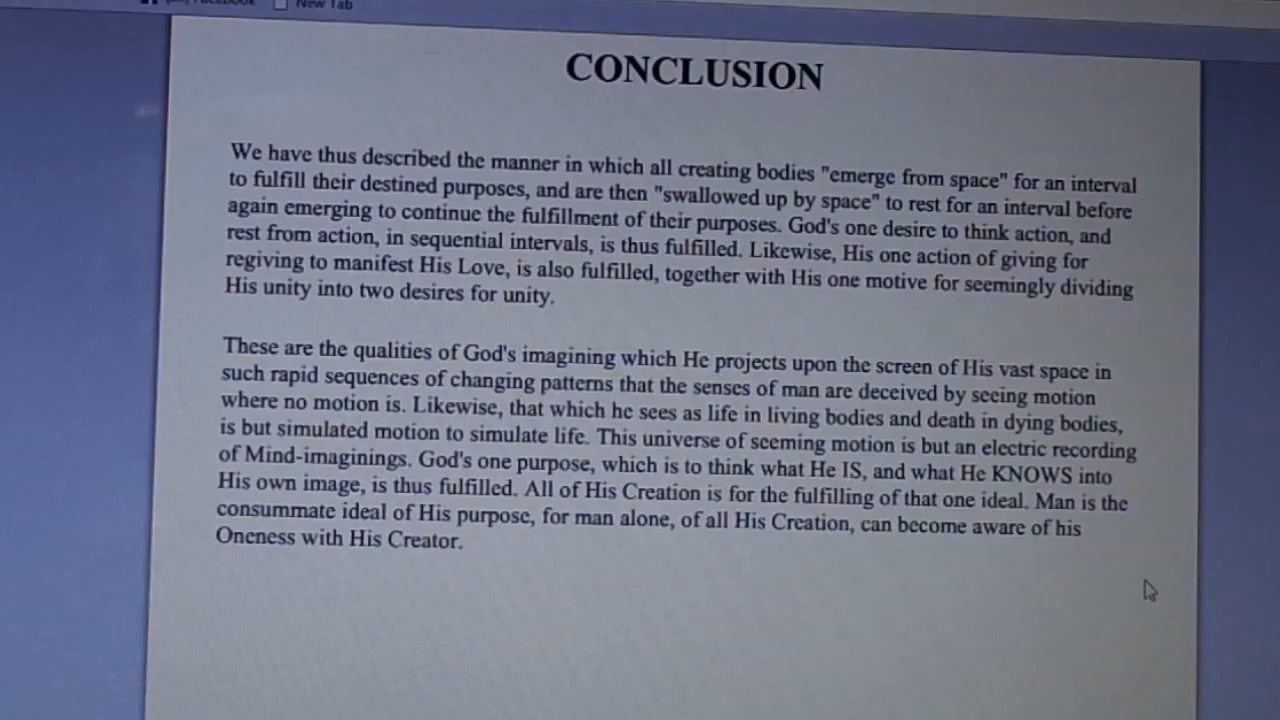 Facebook New Tab
CONCLUSION
We have thus described the manner in which all creating bodies "emerge from space" for an interval
to fulfill their destined purposes, and are then "swallowed up by space" to rest for an interval before
again emerging to continue the fulfillment of their purposes. God's one desire to think action, and
rest from action, in sequential intervals, is thus fulfilled. Likewise, His one action of giving for
regiving to manifest His Love, is also fulfilled, together with His one motive for seemingly dividing
His unity into two desires for unity.
These are the qualities of God's imagining which He projects upon the screen of His vast space in
such rapid sequences of changing patterns that the senses of man are deceived by seeing motion
where no motion is. Likewise, that which he sees as life in living bodies and death in dying bodies,
is but simulated motion to simulate life. This universe of seeming motion is but an electric recording
of Mind-imaginings. God's one purpose, which is to think what He IS, and what He KNOWS into
His own image, is thus fulfilled. All of His Creation is for the fulfilling of that one ideal. Man is the
consummate ideal of His purpose, for man alone, of all His Creation, can become aware of his
Oneness with His Creator.